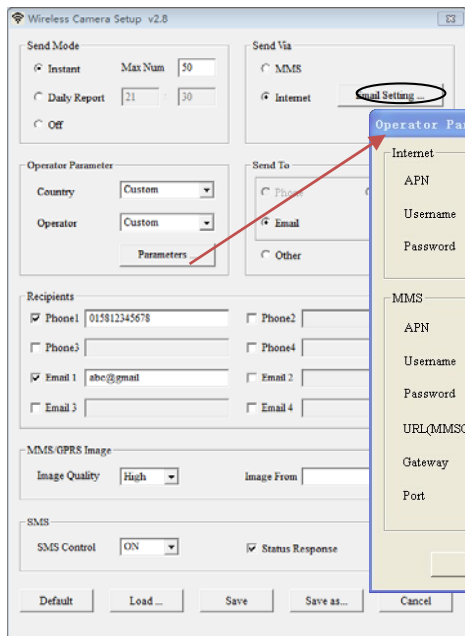 Wireless Camera Setup v2.8
Send Mode
Instant Max Num 50
Daily Report 21 : 30
Off
Send Via
MMS
Internet Email Setting ...
Operator Parameter
Country Custom
Operator Custom
Parameters ...
Send To
Phone
Email
Other
Recipients
Phone1 015812345678 Phone2
Phone3 Phone4
Email 1 abc@gmail Email 2
Email 3 Email 4
MMS/GPRS Image
Image Quality High Image From
SMS
SMS Control ON Status Response
Default Load ... Save Save as... Cancel
Operator Par
Internet
APN
Username
Password
MMS
APN
Username
Password
URL(MMSC
Gateway
Port